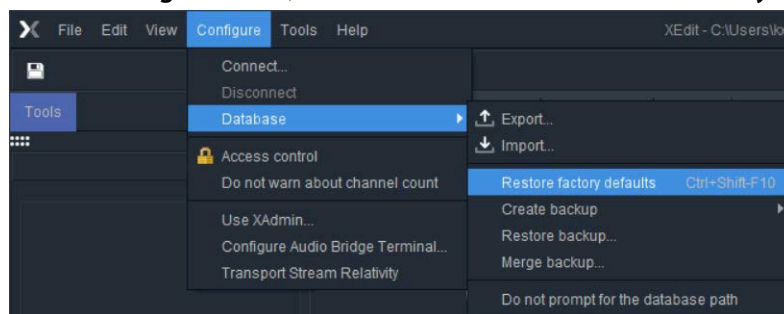 File Edit View Configure Tools Help XEdit - C:\Users\lo
Connect...
Disconnect
Tools
Database
Export...
Import...
Access control
Do not warn about channel count
Restore factory defaults Ctrl+Shift-F10
Create backup
Use XAdmin...
Restore backup...
Configure Audio Bridge Terminal...
Merge backup...
Transport Stream Relativity
Do not prompt for the database path